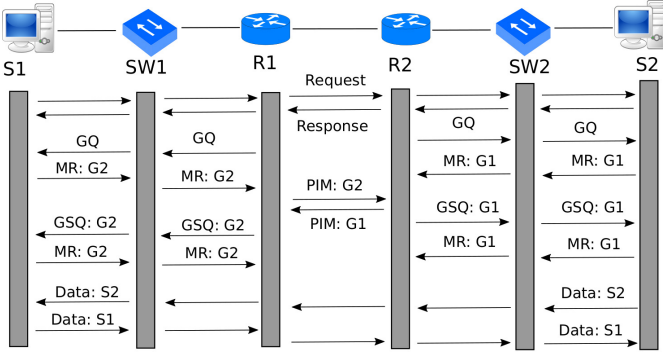 S1
SW1
R1
R2
SW2
S2
Request
Response
GQ
GQ
GQ
GQ
MR: G2
MR: G2
MR: G1
MR: G1
PIM: G2
PIM: G1
GSQ: G2
GSQ: G2
GSQ: G1
GSQ: G1
MR: G2
MR: G2
MR: G1
MR: G1
Data: S2
Data: S2
Data: S1
Data: S1